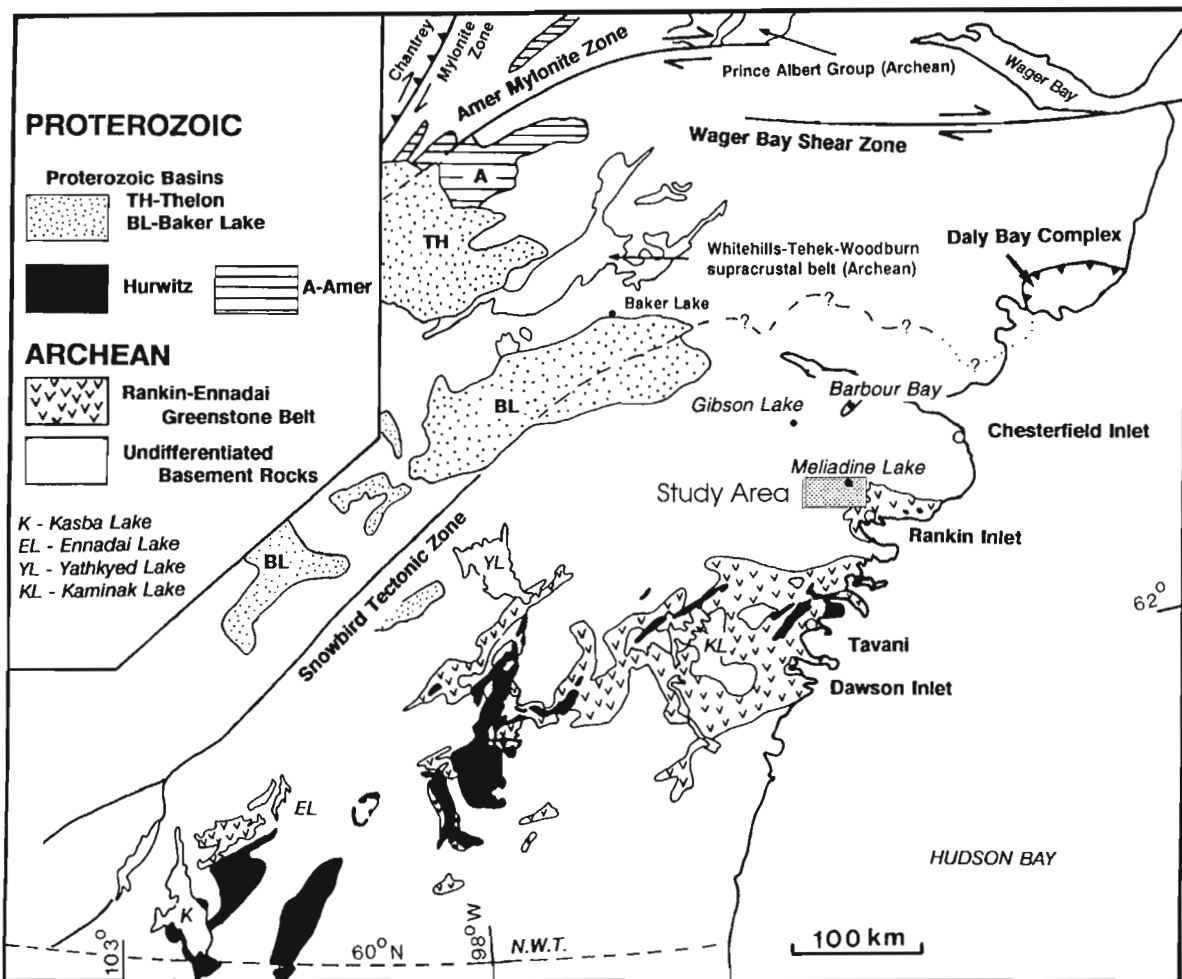 PROTEROZOIC
Proterozoic Basins
TH-Thelon
BL-Baker Lake
Hurwitz
A-Amer
ARCHEAN
Rankin-Ennadai
Greenstone Belt
Undifferentiated
Basement Rocks
K - Kasba Lake
EL - Ennadai Lake
YL - Yathkyed Lake
KL - Kaminak Lake
Chantrey
Mylonite
Zone
Amer Mylonite Zone
Prince Albert Group (Archean)
Wager Bay
Wager Bay Shear Zone
A
TH
Whitehills-Tehek-Woodburn
supracrustal belt (Archean)
Daly Bay Complex
Baker Lake
?
?
?
BL
Gibson Lake
Barbour Bay
Chesterfield Inlet
Meliadine Lake
Study Area
Rankin Inlet
Snowbird Tectonic Zone
BL
YL
KL
62°
Tavani
Dawson Inlet
EL
K
HUDSON BAY
103°
60°N
98°W
N.W.T.
100 km